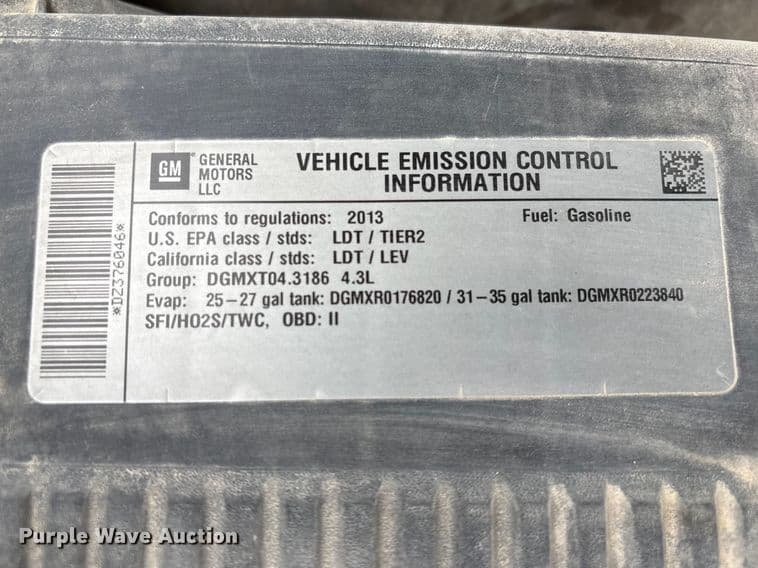 GM
GENERAL
MOTORS
LLC
VEHICLE EMISSION CONTROL
INFORMATION
Conforms to regulations: 2013
Fuel: Gasoline
U.S. EPA class / stds: LDT / TIER2
California class / stds: LDT / LEV
Group: DGMXT04.3186 4.3L
Evap: 25-27 gal tank: DGMXR0176820 / 31-35 gal tank: DGMXR0223840
SFI/HO2S/TWC, OBD: II
*DZ376046*
Purple Wave Auction